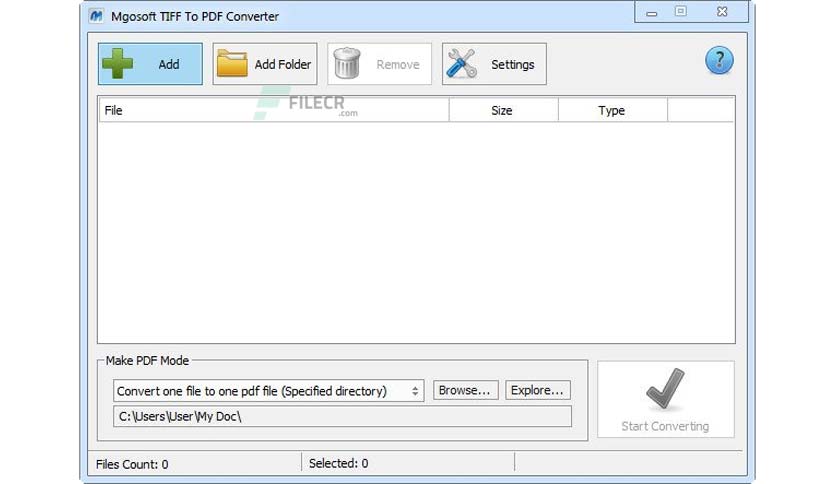 Mgosoft TIFF To PDF Converter
Add
Add Folder
Remove
Settings
?
FILECR
.com
File
Size
Type
Make PDF Mode
Convert one file to one pdf file (Specified directory)
Browse...
Explore...
C:\Users\User\My Doc\
Start Converting
Files Count: 0
Selected: 0